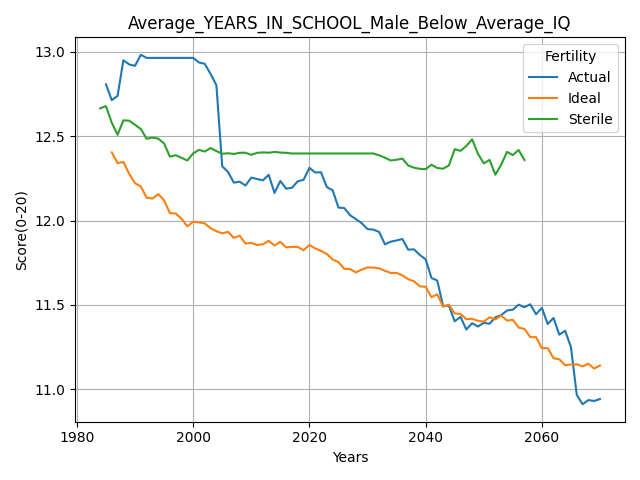 Average_YEARS_IN_SCHOOL_Male_Below_Average_IQ
Fertility
Actual
Ideal
Sterile
Score(0-20)
13.0
12.5
12.0
11.5
11.0
1980
2000
2020
2040
2060
Years